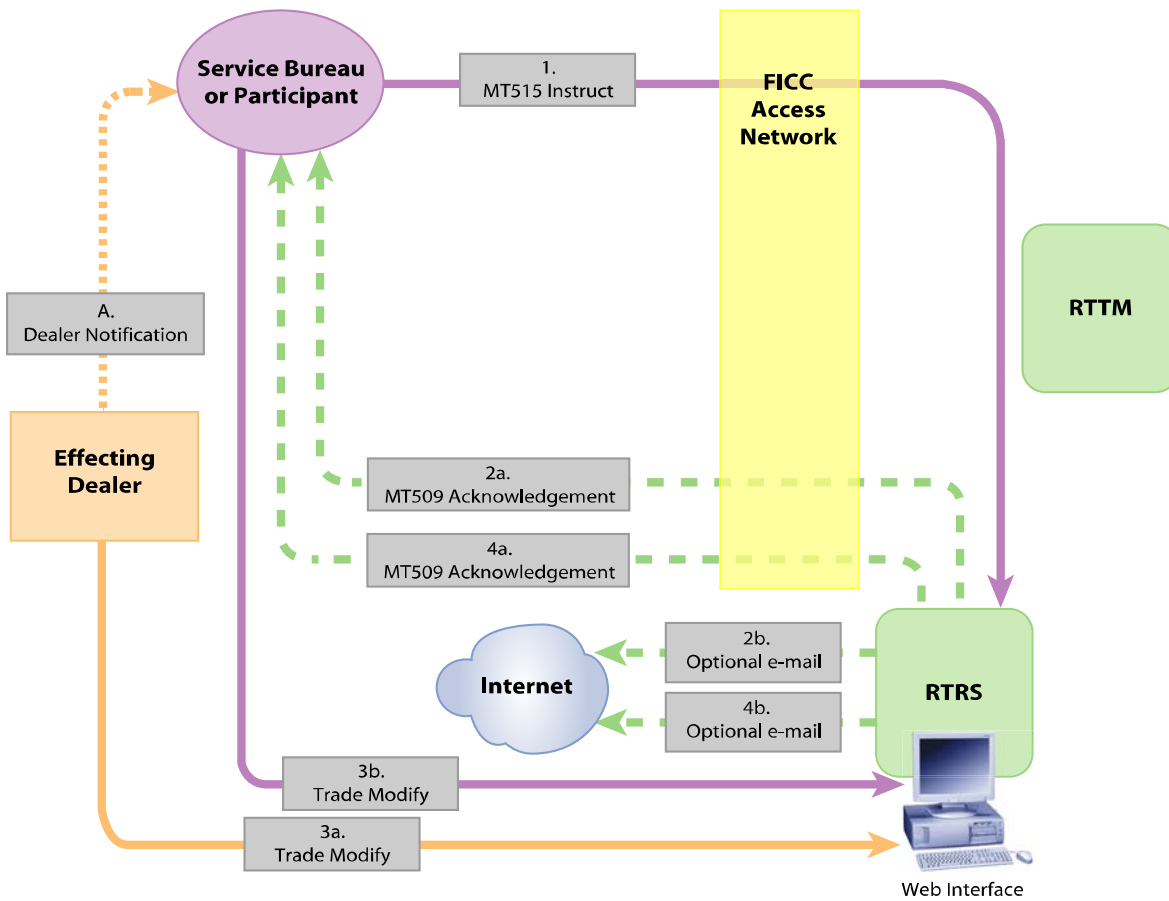 Service Bureau
or Participant
1.
MT515 Instruct
FICC
Access
Network
RTTM
A.
Dealer Notification
Effecting
Dealer
2a.
MT509 Acknowledgement
4a.
MT509 Acknowledgement
2b.
Optional e-mail
Internet
4b.
Optional e-mail
RTRS
3b.
Trade Modify
3a.
Trade Modify
Web Interface